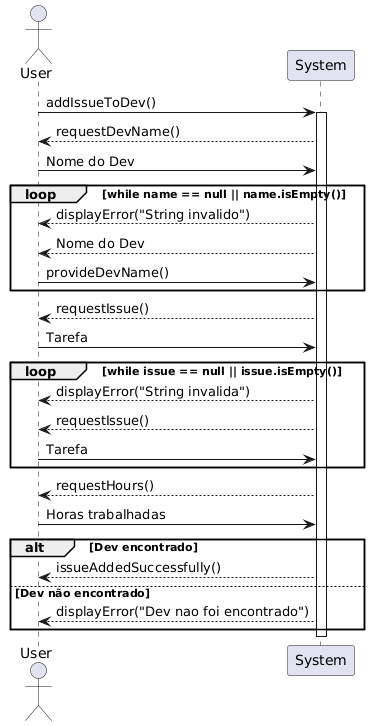 User
System
addIssueToDev()
requestDevName()
Nome do Dev
loop [while name == null || name.isEmpty()]
displayError("String invalido")
Nome do Dev
provideDevName()
requestIssue()
Tarefa
loop [while issue == null || issue.isEmpty()]
displayError("String invalida")
requestIssue()
Tarefa
requestHours()
Horas trabalhadas
alt [Dev encontrado]
issueAddedSuccessfully()
[Dev não encontrado]
displayError("Dev nao foi encontrado")
User
System